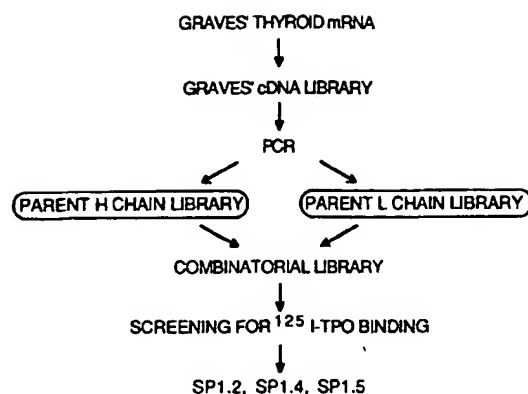 GRAVES' THYROID mRNA
GRAVES' cDNA LIBRARY
PCR
PARENT H CHAIN LIBRARY
PARENT L CHAIN LIBRARY
COMBINATORIAL LIBRARY
SCREENING FOR 125 I-TPO BINDING
SP1.2, SP1.4, SP1.5